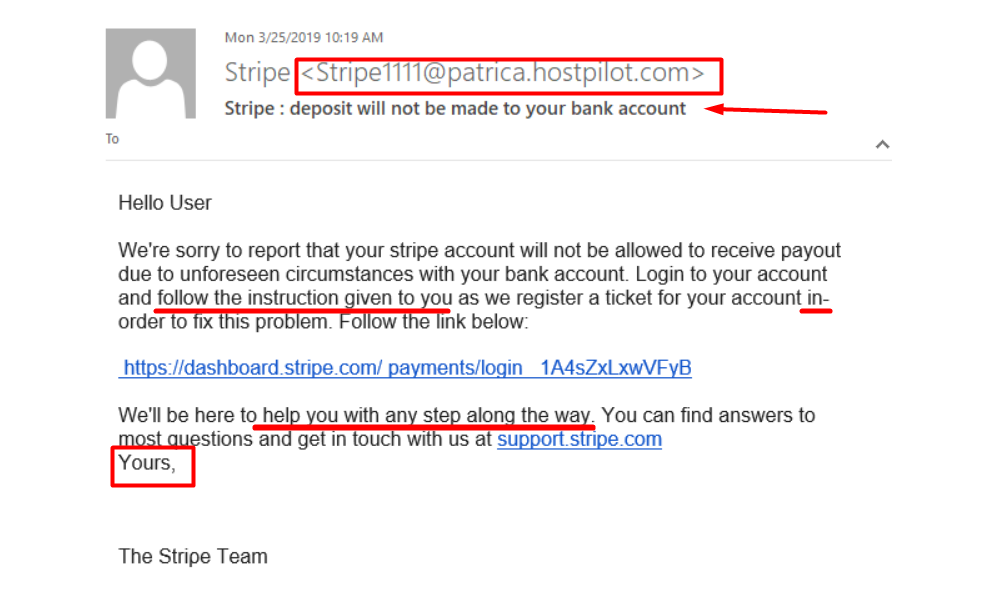 Mon 3/25/2019 10:19 AM
Stripe <Stripe1111@patrica.hostpilot.com>
Stripe : deposit will not be made to your bank account
To
Hello User
We're sorry to report that your stripe account will not be allowed to receive payout
due to unforeseen circumstances with your bank account. Login to your account
and follow the instruction given to you as we register a ticket for your account in-
order to fix this problem. Follow the link below:
https://dashboard.stripe.com/ payments/login   1A4sZxLxwVFyB
We'll be here to help you with any step along the way. You can find answers to
most questions and get in touch with us at support.stripe.com
Yours,
The Stripe Team